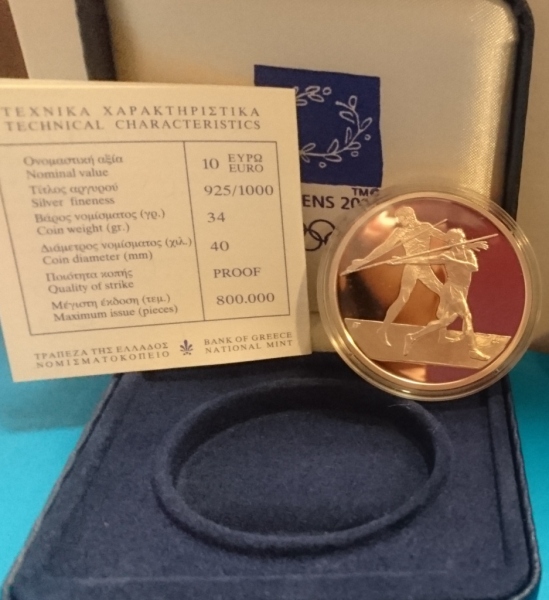 ΤΕΧΝΙΚΑ ΧΑΡΑΚΤΗΡΙΣΤΙΚΑ
TECHNICAL CHARACTERISTICS
Ονομαστική αξία
Nominal value
10 ΕΥΡΩ
EURO
Τίτλος αργυρού
Silver fineness
925/1000
Βάρος νομίσματος (γρ.)
Coin weight (gr.)
34
Διάμετρος νομίσματος (χιλ.)
Coin diameter (mm)
40
Ποιότητα κοπής
Quality of strike
PROOF
Μέγιστη έκδοση (τεμ.)
Maximum issue (pieces)
800.000
ΤΡΑΠΕΖΑ ΤΗΣ ΕΛΛΑΔΟΣ
ΝΟΜΙΣΜΑΤΟΚΟΠΕΙΟ
BANK OF GREECE
NATIONAL MINT
TM©
ENS 20